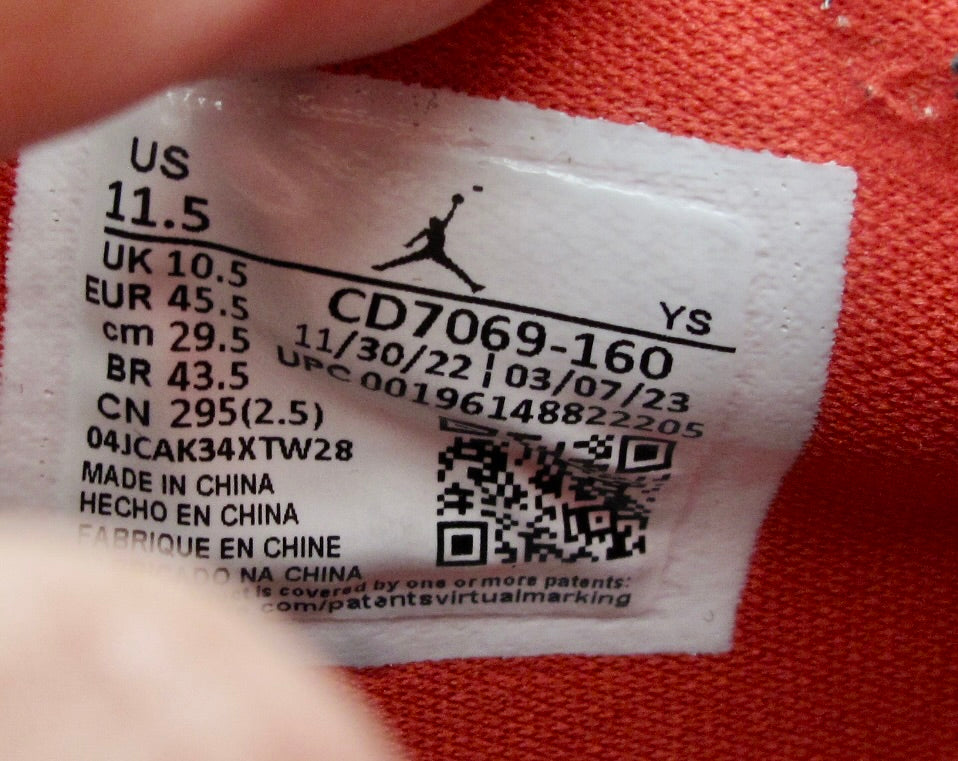 US
11.5
UK 10.5
EUR 45.5
cm 29.5
BR 43.5
CN 295(2.5)
04JCAK34XTW28
MADE IN CHINA
HECHO EN CHINA
FABRIQUE EN CHINE
NA CHINA
YS
CD7069-160
11/30/22 | 03/07/23
UPC 00196148822205
is covered by one or more patents:
com/patentsvirtualmarking